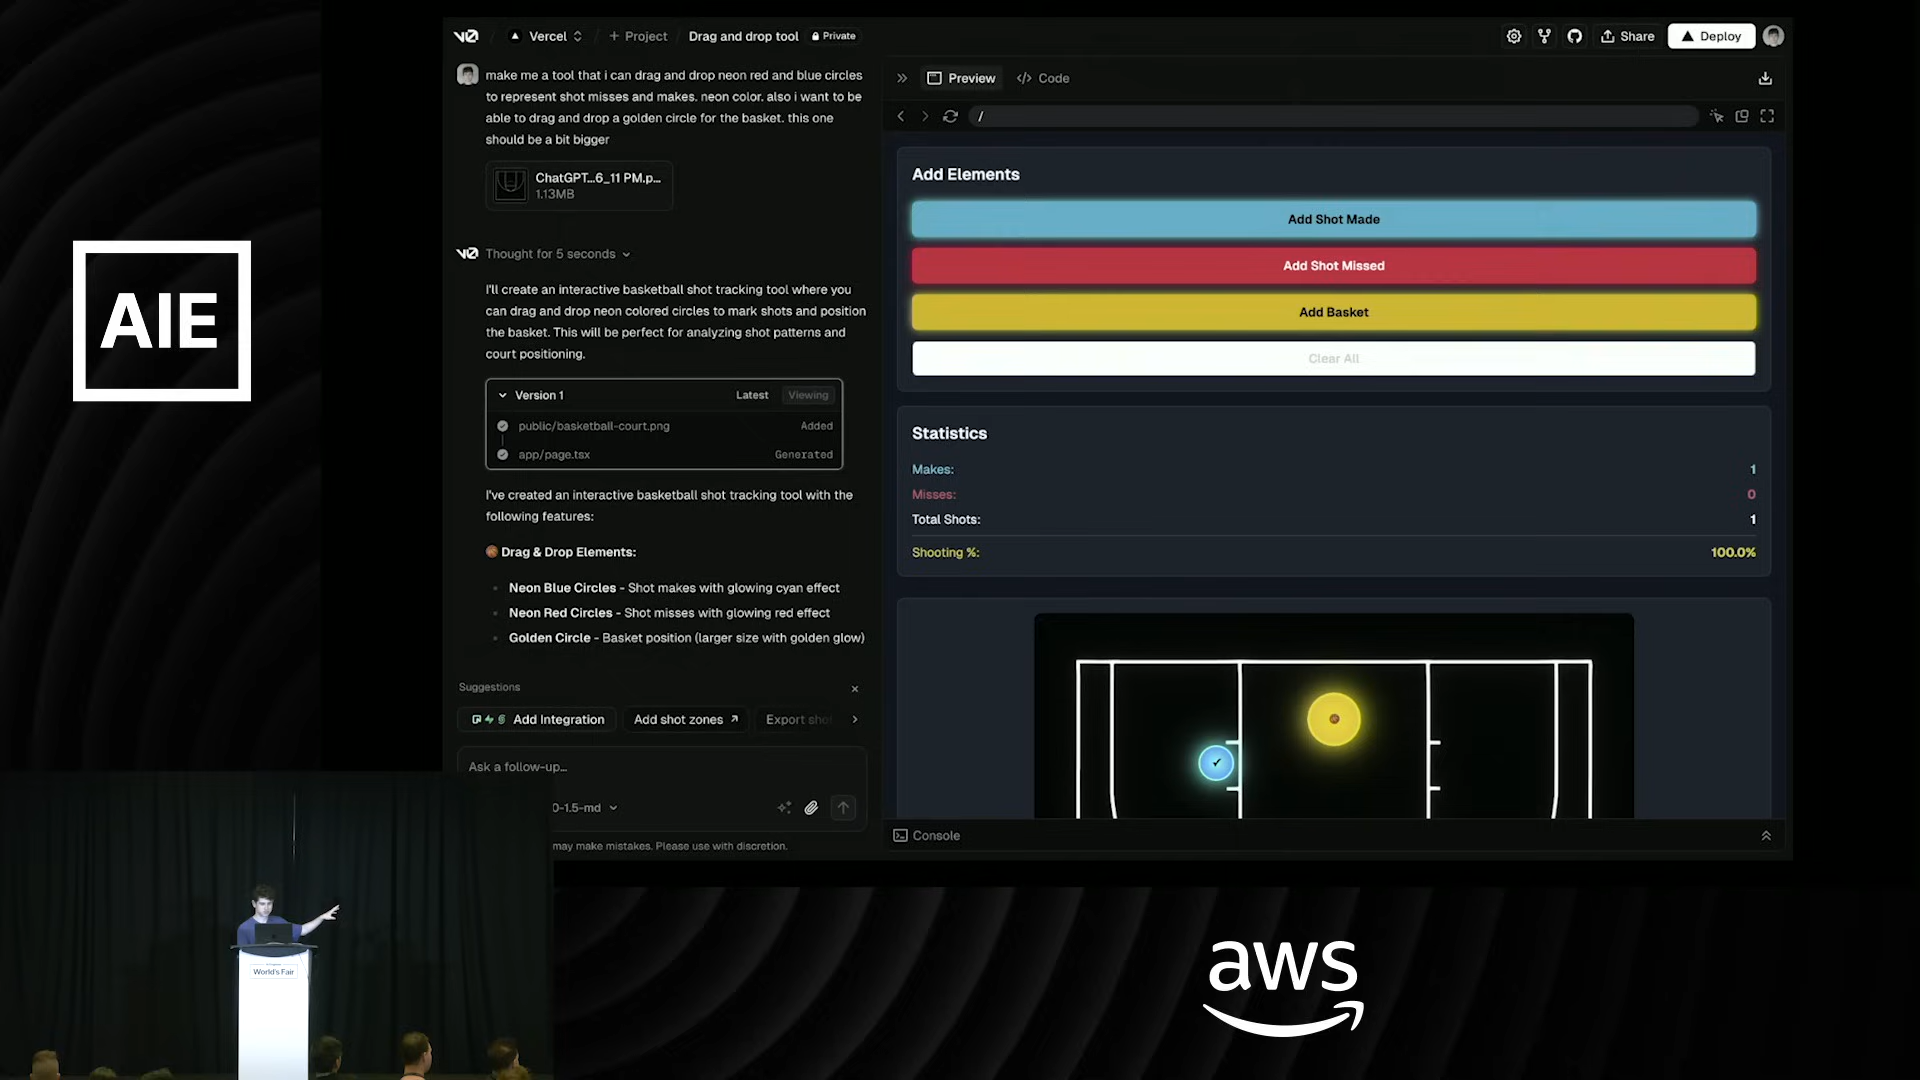 v0
Vercel
+ Project
Drag and drop tool
Private
Share
Deploy
make me a tool that i can drag and drop neon red and blue circles
to represent shot misses and makes. neon color. also i want to be
able to drag and drop a golden circle for the basket. this one
should be a bit bigger
ChatGPT...6_11 PM.p...
1.13MB
v0
Thought for 5 seconds
I'll create an interactive basketball shot tracking tool where you
can drag and drop neon colored circles to mark shots and position
the basket. This will be perfect for analyzing shot patterns and
court positioning.
Version 1
Latest
Viewing
public/basketball-court.png
Added
app/page.tsx
Generated
I've created an interactive basketball shot tracking tool with the
following features:
Drag & Drop Elements:
Neon Blue Circles - Shot makes with glowing cyan effect
Neon Red Circles - Shot misses with glowing red effect
Golden Circle - Basket position (larger size with golden glow)
Suggestions
Add Integration
Add shot zones
Export sho
Ask a follow-up...
0-1.5-md
may make mistakes. Please use with discretion.
Preview
</> Code
/
Add Elements
Add Shot Made
Add Shot Missed
Add Basket
Clear All
Statistics
Makes:
1
Misses:
0
Total Shots:
1
Shooting %:
100.0%
Console
AIE
World's Fair
aws